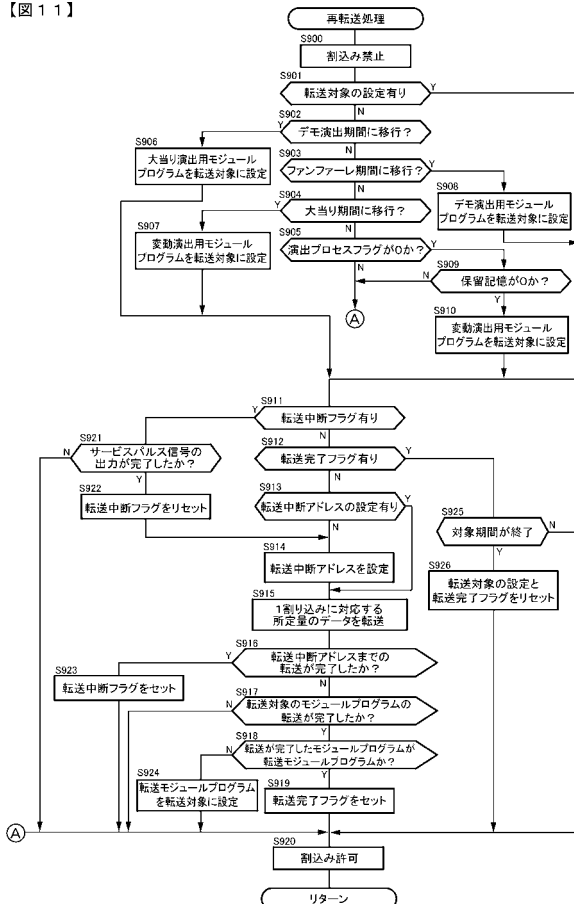 【図１１】
再転送処理
S900
割込み禁止
S901
転送対象の設定有り
Y
N
S902
デモ演出期間に移行？
Y
N
S906
大当り演出用モジュール
プログラムを転送対象に設定
S903
ファンファーレ期間に移行？
Y
N
S908
デモ演出用モジュール
プログラムを転送対象に設定
S904
大当り期間に移行？
Y
N
S907
変動演出用モジュール
プログラムを転送対象に設定
S905
演出プロセスフラグが0か？
Y
N
S909
保留記憶が0か？
N
Y
A
S910
変動演出用モジュール
プログラムを転送対象に設定
S911
転送中断フラグ有り
Y
N
S921
サービスパルス信号の
出力が完了したか？
N
Y
S912
転送完了フラグ有り
Y
N
S922
転送中断フラグをリセット
S913
転送中断アドレスの設定有り
Y
N
S925
対象期間が終了
N
Y
S914
転送中断アドレスを設定
S926
転送対象の設定と
転送完了フラグをリセット
S915
1割り込みに対応する
所定量のデータを転送
S916
転送中断アドレスまでの
転送が完了したか？
Y
N
S923
転送中断フラグをセット
S917
転送対象のモジュールプログラムの
転送が完了したか？
N
Y
S918
転送が完了したモジュールプログラムが
転送モジュールプログラムか？
N
Y
S924
転送モジュールプログラム
を転送対象に設定
S919
転送完了フラグをセット
A
S920
割込み許可
リターン